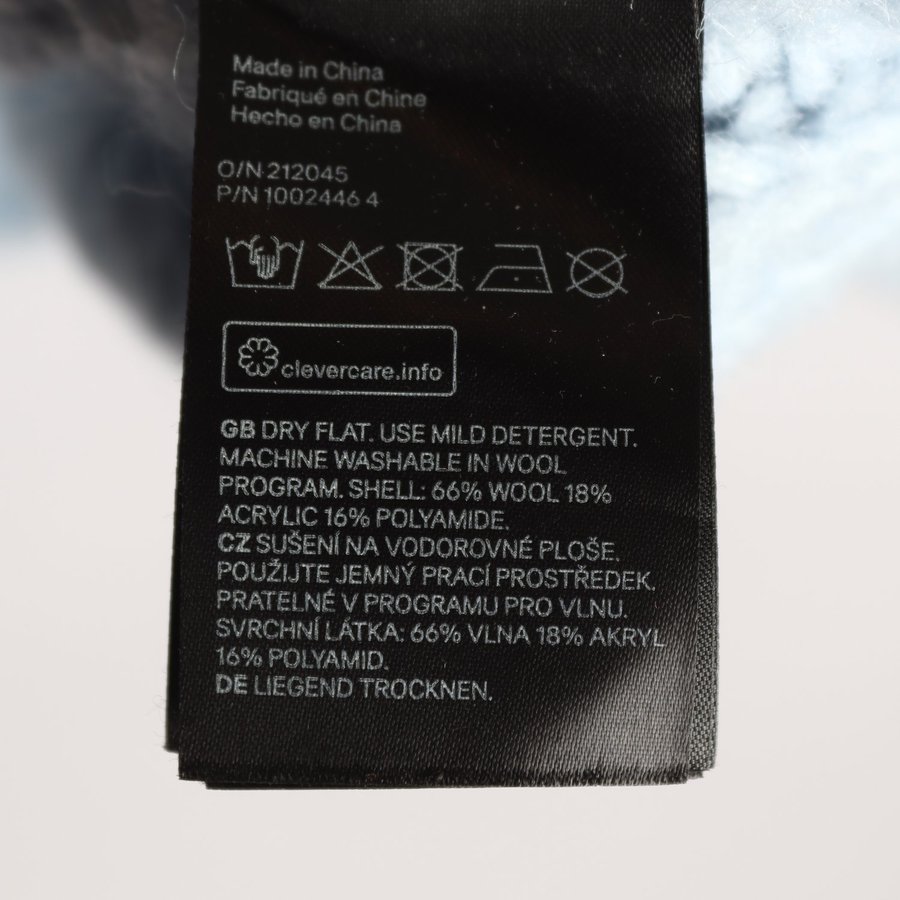 Made in China
Fabriqué en Chine
Hecho en China
O/N 212045
P/N 1002446 4
clevercare.info
GB DRY FLAT. USE MILD DETERGENT.
MACHINE WASHABLE IN WOOL
PROGRAM. SHELL: 66% WOOL 18%
ACRYLIC 16% POLYAMIDE.
CZ SUŠENÍ NA VODOROVNÉ PLOŠE.
POUŽIJTE JEMNÝ PRACÍ PROSTŘEDEK.
PRATELNÉ V PROGRAMU PRO VLNU.
SVRCHNÍ LÁTKA: 66% VLNA 18% AKRYL
16% POLYAMID.
DE LIEGEND TROCKNEN.